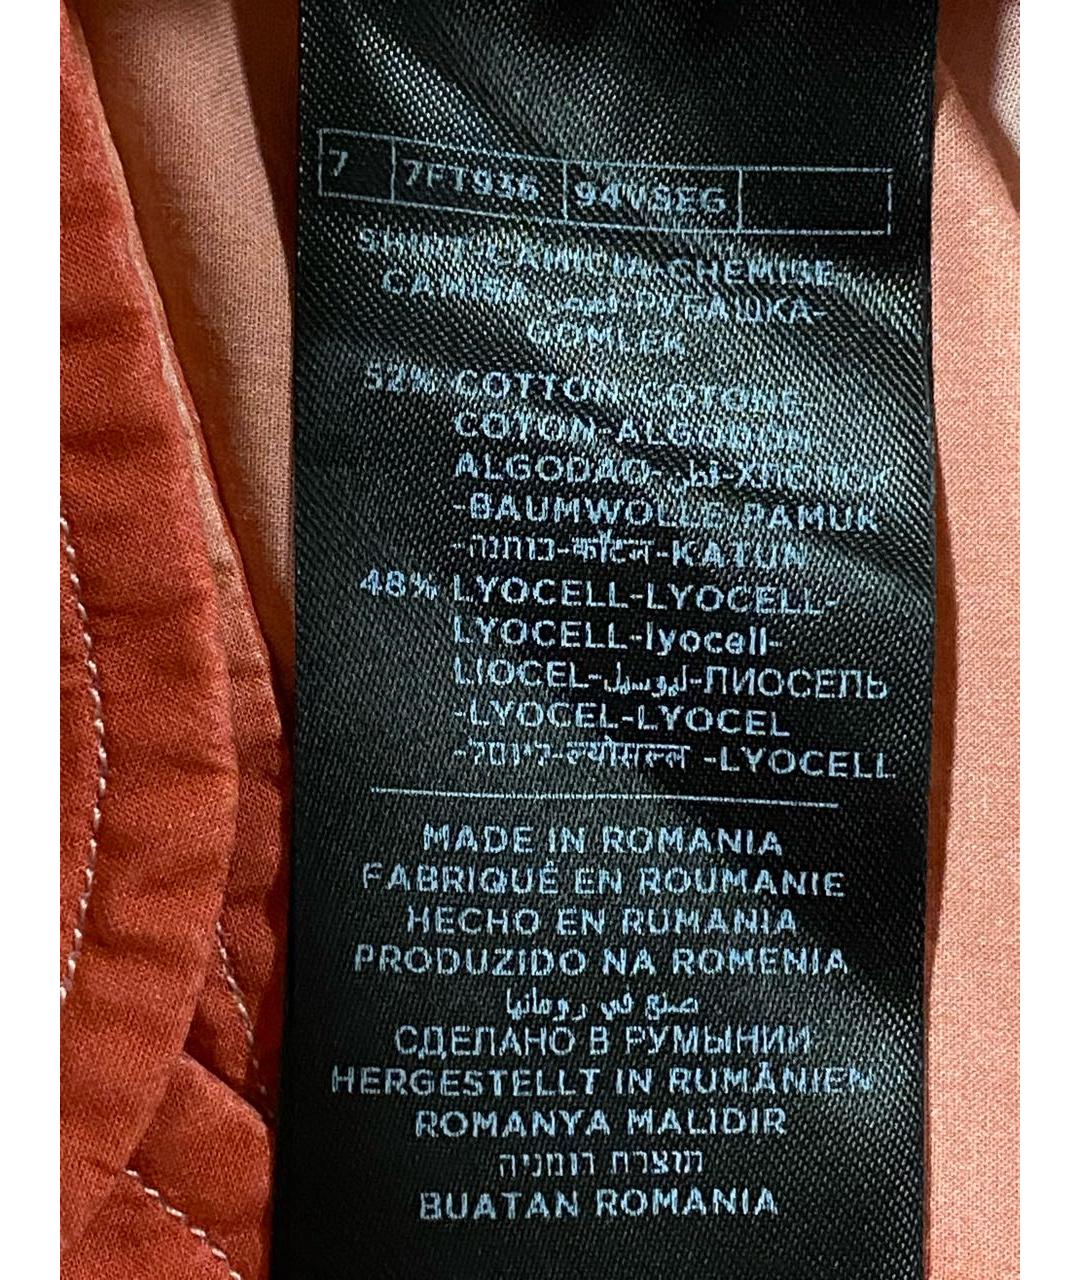 7 7FT936 94VSEG
SHIRT-CAMICIA-CHEMISE
CAMISA-قميص-РУБАШКА-
GOMLEK
52% COTTON-COTONE
COTON-ALGODON
ALGODAO-قطن-ХЛОПОК
-BAUMWOLLE-PAMUK
-כותנה-कॉटन-KATUN
48% LYOCELL-LYOCELL-
LYOCELL-lyocell-
LIOCEL-ليوسيل-ЛИОСЕЛЬ
-LYOCEL-LYOCEL
-ליוסל-ल्योसेल्ल -LYOCELL
MADE IN ROMANIA
FABRIQUÉ EN ROUMANIE
HECHO EN RUMANIA
PRODUZIDO NA ROMENIA
صنع في رومانيا
СДЕЛАНО В РУМЫНИИ
HERGESTELLT IN RUMÄNIEN
ROMANYA MALIDIR
תוצרת רומניה
BUATAN ROMANIA